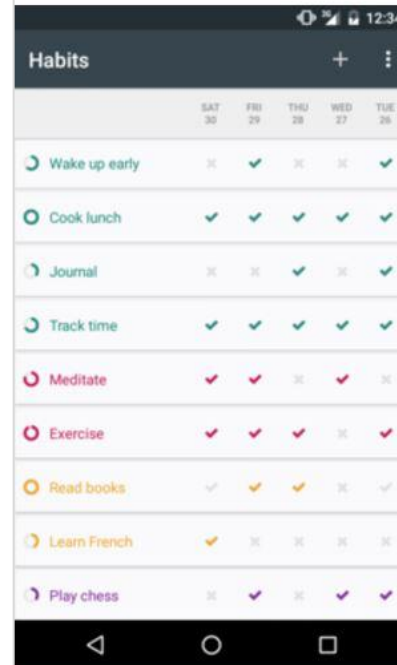 12:34
Habits
SAT FRI THU WED TUE
30 29 28 27 26
Wake up early
Cook lunch
Journal
Track time
Meditate
Exercise
Read books
Learn French
Play chess